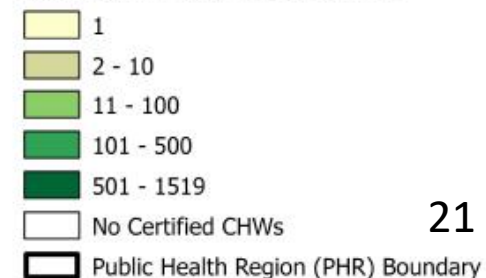 1
2 - 10
11 - 100
101 - 500
501 - 1519
No Certified CHWs
21
Public Health Region (PHR) Boundary